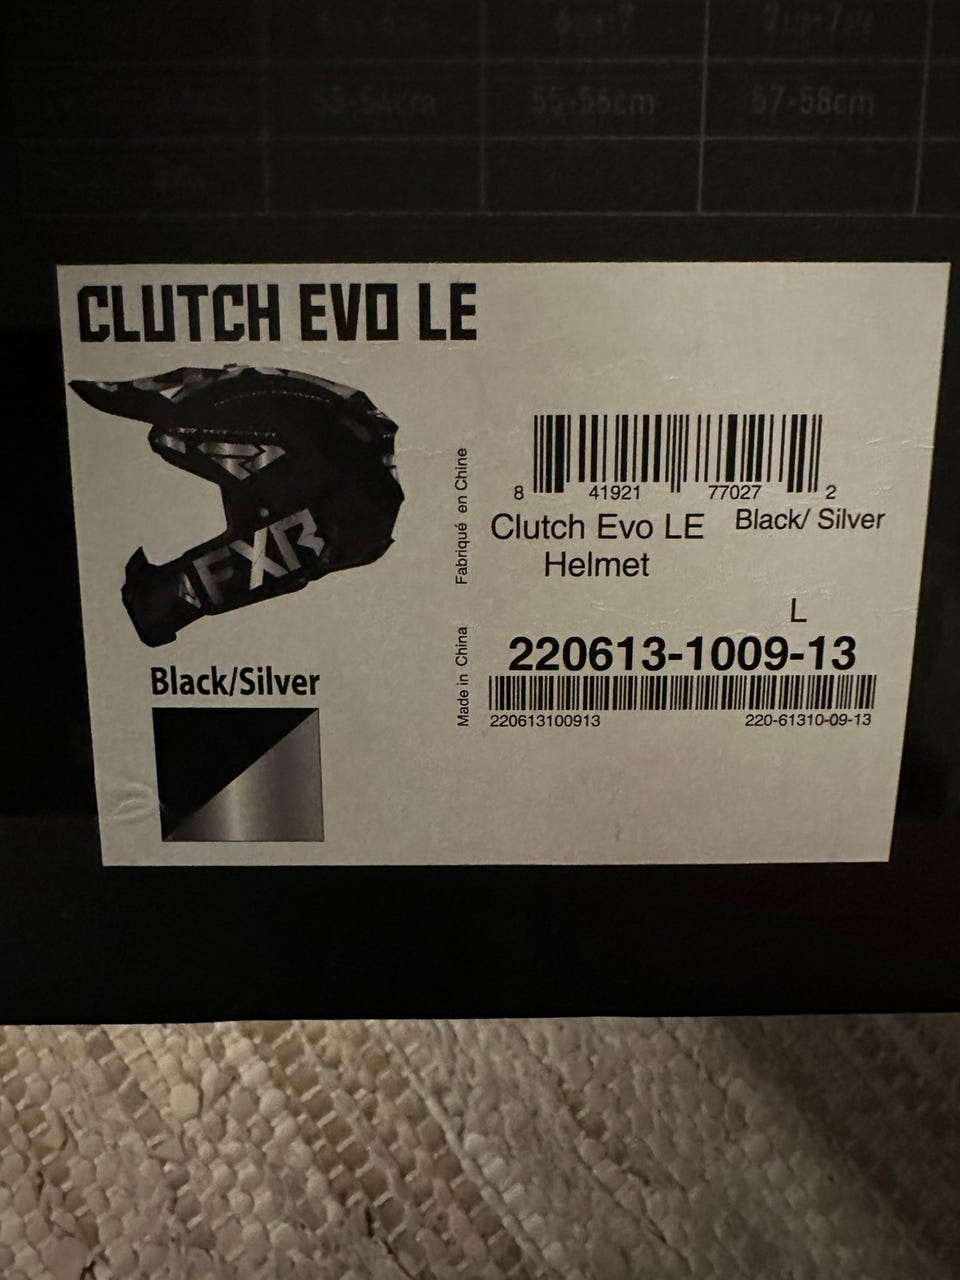 55-56cm
57-58cm
CLUTCH EVO LE
FXR
Black/Silver
Made in China Fabriqué en Chine
8 41921 77027 2
Clutch Evo LE Black/ Silver
Helmet
L
220613-1009-13
220613100913 220-61310-09-13